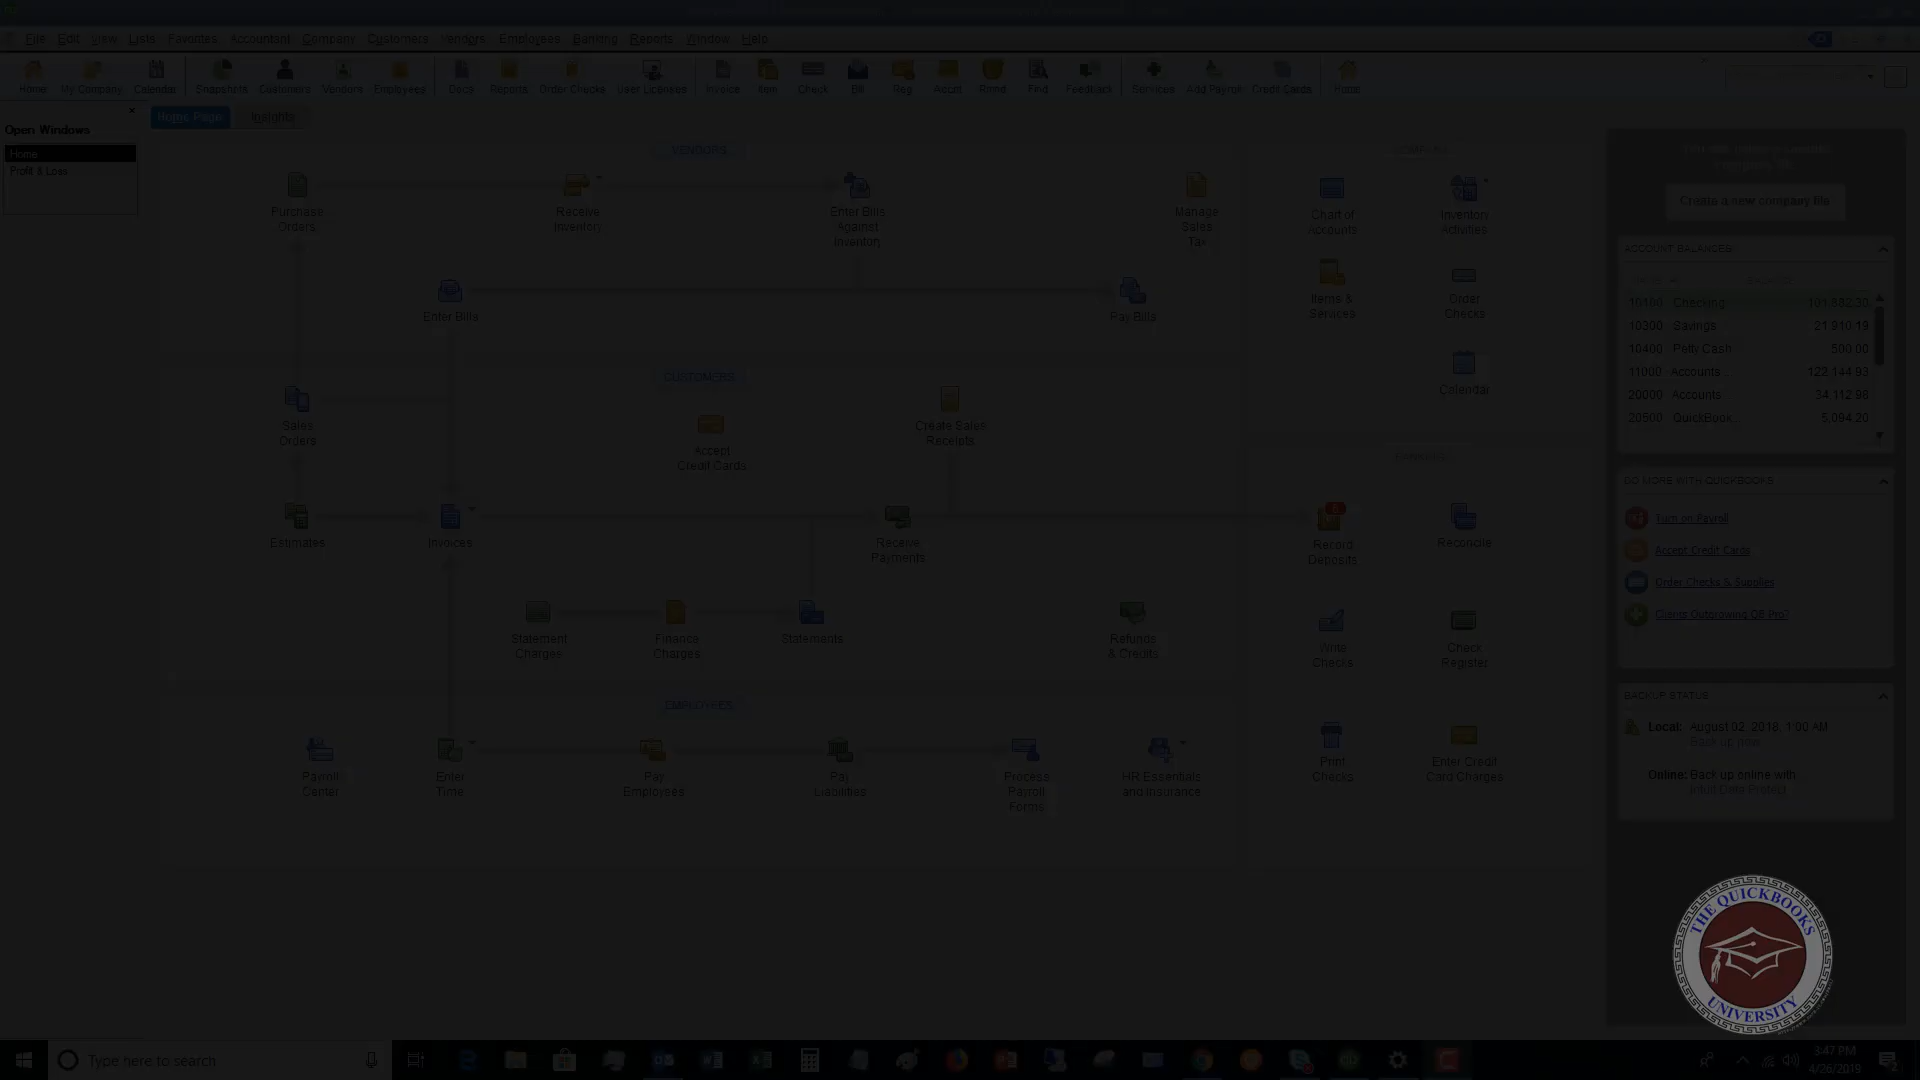 File Edit View Lists Favorites Accountant Company Customers Vendors Employees Banking Reports Window Help
Home My Company Calendar Snapshots Customers Vendors Employees Docs Reports Order Checks User Licenses Invoice Item Check Bill Reg Accnt Rmnd Find Feedback Services Add Payroll Credit Cards Home
Open Windows
Home
Profit & Loss
Home Page Insights
VENDORS
Purchase
Orders
Receive
Inventory
Enter Bills
Against
Inventory
Manage
Sales
Tax
Enter Bills
Pay Bills
CUSTOMERS
Sales
Orders
Accept
Credit Cards
Create Sales
Receipts
Estimates
Invoices
Receive
Payments
Statement
Charges
Finance
Charges
Statements
Refunds
& Credits
EMPLOYEES
Payroll
Center
Enter
Time
Pay
Employees
Pay
Liabilities
Process
Payroll
Forms
HR Essentials
and Insurance
COMPANY
Chart of
Accounts
Inventory
Activities
Items &
Services
Order
Checks
Calendar
BANKING
Record
Deposits
Reconcile
Write
Checks
Check
Register
Print
Checks
Enter Credit
Card Charges
Create a new company file
ACCOUNT BALANCES
10100 · Checking
10300 · Savings 21,910.19
10400 · Petty Cash 500.00
11000 · Accounts ... 122,144.93
20000 · Accounts 34,112.98
20500 · QuickBook... 5,094.20
DO MORE WITH QUICKBOOKS
Turn on Payroll
Accept Credit Cards
Order Checks & Supplies
Clients Outgrowing QB Pro?
BACKUP STATUS
Local: August 02, 2018, 1:00 AM
Back up now
Online: Back up online with
Intuit Data Protect
THE QUICKBOOKS
UNIVERSITY
Type here to search
3:47 PM
4/26/2019